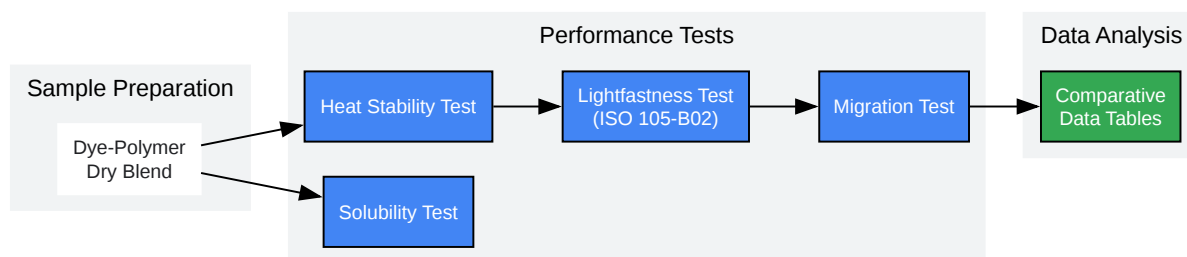 Sample Preparation
Dye-Polymer
Dry Blend
Performance Tests
Heat Stability Test
Lightfastness Test
(ISO 105-B02)
Migration Test
Solubility Test
Data Analysis
Comparative
Data Tables